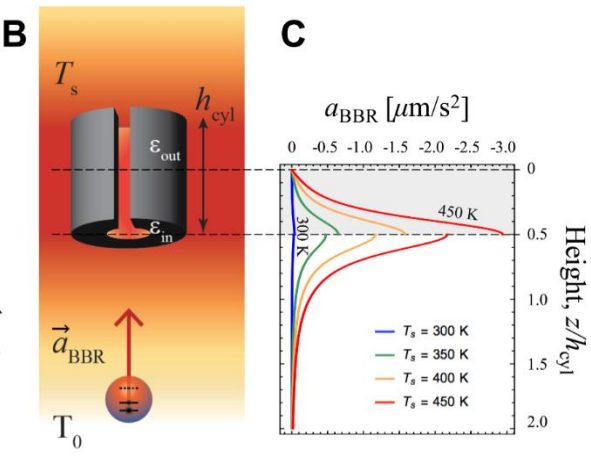 B
T_s
h_cyl
ε_out
ε_in
a⃗_BBR
T_0
C
a_BBR [μm/s²]
0 -0.5 -1.0 -1.5 -2.0 -2.5 -3.0
450 K
300 K
0
0.5
1.0
1.5
2.0
Height, z/h_cyl
T_s = 300 K
T_s = 350 K
T_s = 400 K
T_s = 450 K